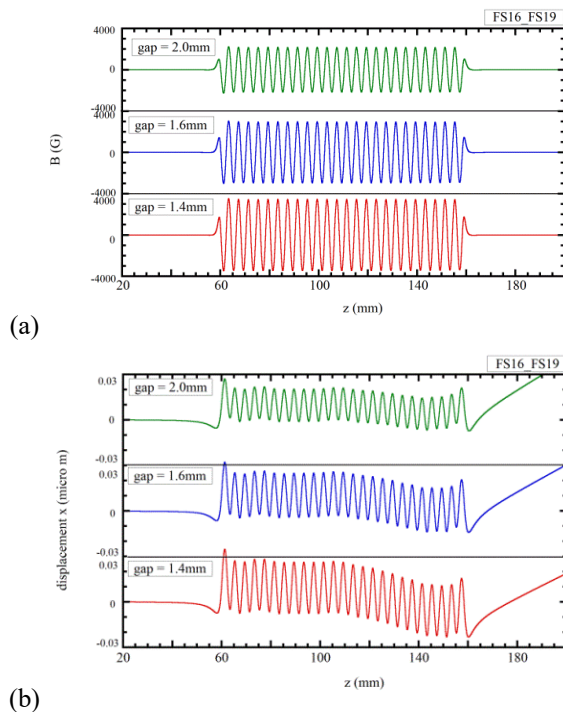 FS16_FS19
4000
gap = 2.0mm
0
-4000
4000
gap = 1.6mm
B (G)
0
-4000
4000
gap = 1.4mm
0
-4000
20 60 100 140 180
z (mm)
(a)
FS16_FS19
0.03
gap = 2.0mm
0
-0.03
0.03
gap = 1.6mm
displacement x (micro m)
0
-0.03
0.03
gap = 1.4mm
0
-0.03
20 60 100 140 180
z (mm)
(b)